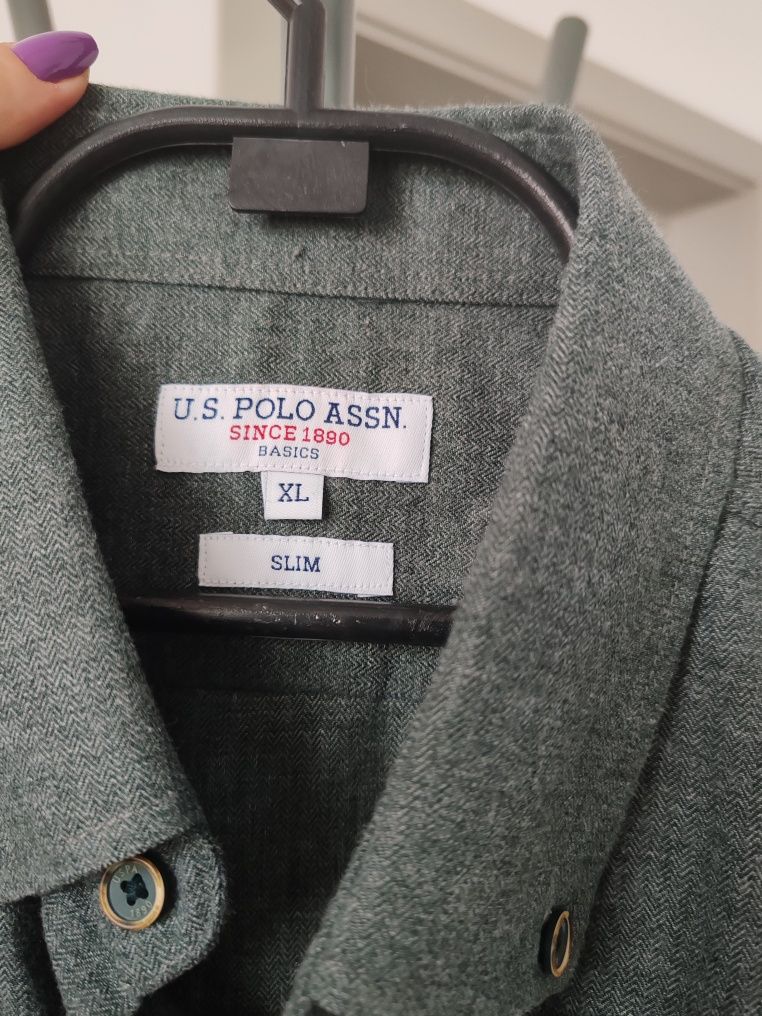 U.S. POLO ASSN.
SINCE 1890
BASICS
XL
SLIM